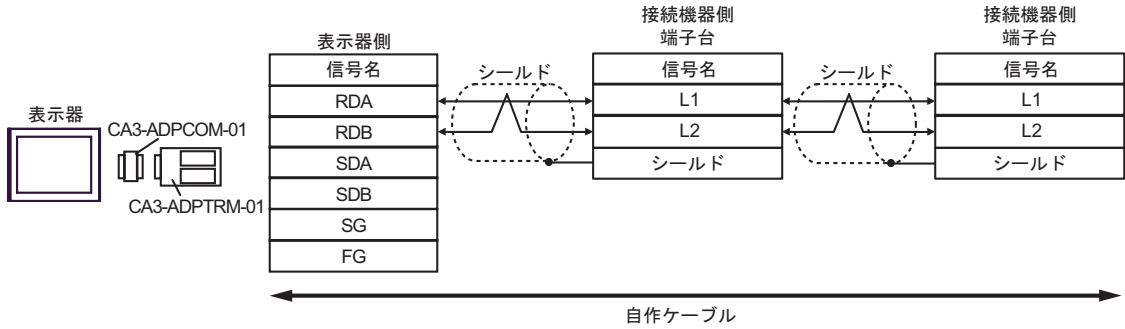 表示器
CA3-ADPCOM-01
CA3-ADPTRM-01
表示器側
信号名
RDA
RDB
SDA
SDB
SG
FG
シールド
接続機器側
端子台
信号名
L1
L2
シールド
シールド
接続機器側
端子台
信号名
L1
L2
シールド
自作ケーブル